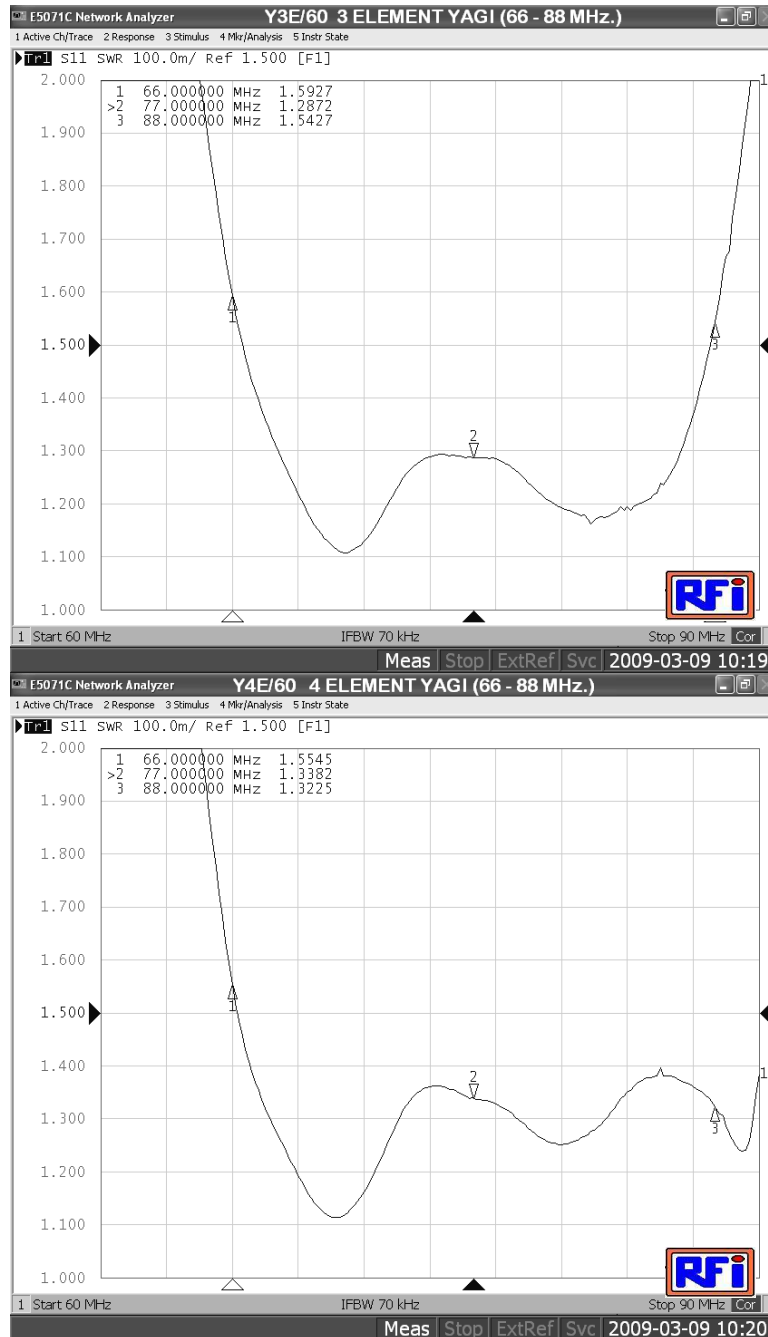 E5071C Network Analyzer Y3E/60 3 ELEMENT YAGI (66 - 88 MHz.)
1 Active Ch/Trace 2 Response 3 Stimulus 4 Mkr/Analysis 5 Instr State
Tr1 S11 SWR 100.0m/ Ref 1.500 [F1]
2.000
1
1 66.000000 MHz 1.5927
>2 77.000000 MHz 1.2872
3 88.000000 MHz 1.5427
1.900
1.800
1.700
1.600
1
1.500
3
1.400
1.300
2
1.200
1.100
1.000
RFi
1 Start 60 MHz IFBW 70 kHz Stop 90 MHz Cor
Meas Stop ExtRef Svc 2009-03-09 10:19
E5071C Network Analyzer Y4E/60 4 ELEMENT YAGI (66 - 88 MHz.)
1 Active Ch/Trace 2 Response 3 Stimulus 4 Mkr/Analysis 5 Instr State
Tr1 S11 SWR 100.0m/ Ref 1.500 [F1]
2.000
1 66.000000 MHz 1.5545
>2 77.000000 MHz 1.3382
3 88.000000 MHz 1.3225
1.900
1.800
1.700
1.600
1.500
1
1.400
1
2
1.300
3
1.200
1.100
1.000
RFi
1 Start 60 MHz IFBW 70 kHz Stop 90 MHz Cor
Meas Stop ExtRef Svc 2009-03-09 10:20